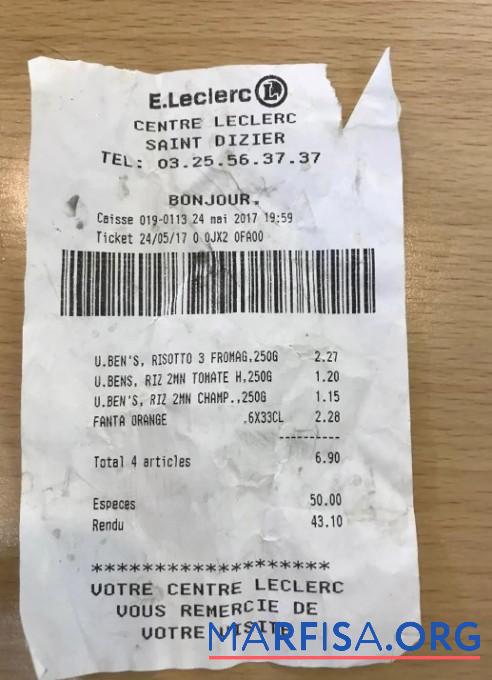 E.Leclerc L
CENTRE LECLERC
SAINT DIZIER
TEL: 03.25.56.37.37
BONJOUR.
Caisse 019-0113 24 mai 2017 19:59
Ticket 24/05/17 0 0JX2 0FA00
U.BEN'S, RISOTTO 3 FROMAG,250G 2.27
U.BENS, RIZ 2MN TOMATE H,250G 1.20
U.BEN'S, RIZ 2MN CHAMP.,250G 1.15
FANTA ORANGE .6X33CL 2.28
-----------
Total 4 articles 6.90
Especes 50.00
Rendu 43.10
********************
VOTRE CENTRE LECLERC
VOUS REMERCIE DE
VOTRE VISITE
MARFISA.ORG